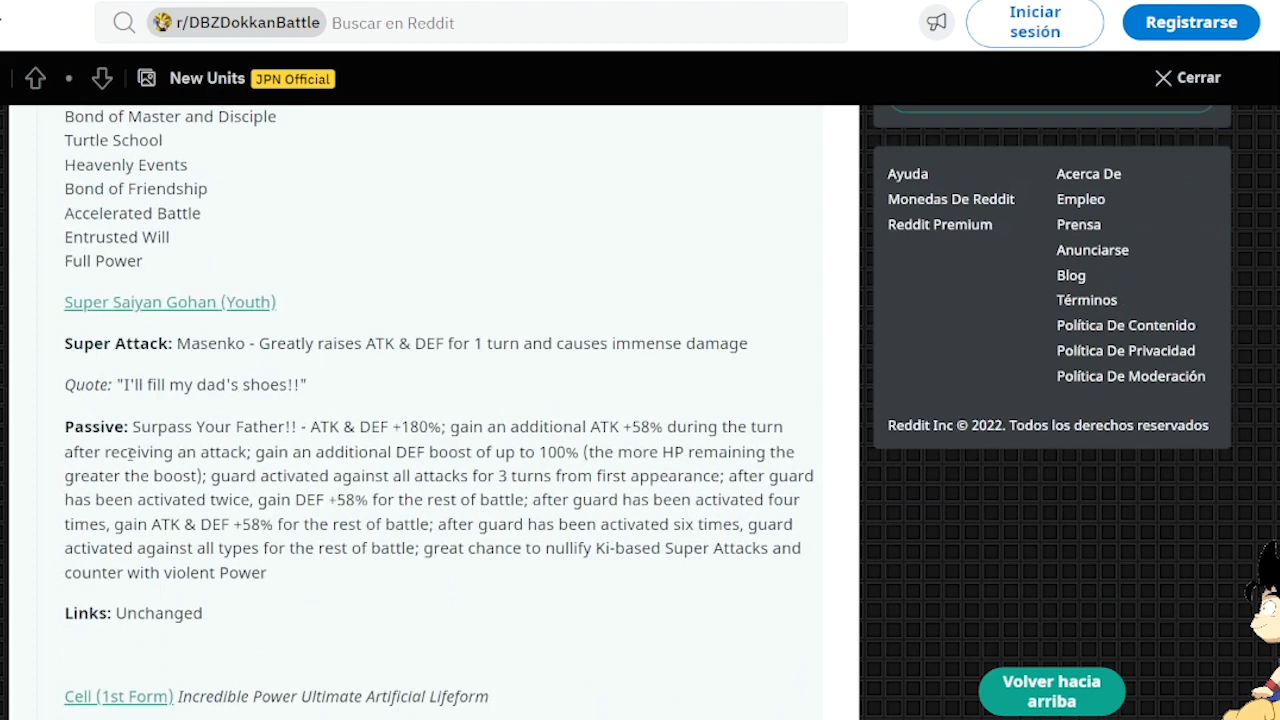 r/DBZDokkanBattle Buscar en Reddit
Iniciar sesión
Registrarse
New Units JPN Official
Cerrar
Bond of Master and Disciple
Turtle School
Heavenly Events
Bond of Friendship
Accelerated Battle
Entrusted Will
Full Power
Super Saiyan Gohan (Youth)
Super Attack: Masenko - Greatly raises ATK & DEF for 1 turn and causes immense damage
Quote: "I'll fill my dad's shoes!!"
Passive: Surpass Your Father!! - ATK & DEF +180%; gain an additional ATK +58% during the turn
after receiving an attack; gain an additional DEF boost of up to 100% (the more HP remaining the
greater the boost); guard activated against all attacks for 3 turns from first appearance; after guard
has been activated twice, gain DEF +58% for the rest of battle; after guard has been activated four
times, gain ATK & DEF +58% for the rest of battle; after guard has been activated six times, guard
activated against all types for the rest of battle; great chance to nullify Ki-based Super Attacks and
counter with violent Power
Links: Unchanged
Cell (1st Form) Incredible Power Ultimate Artificial Lifeform
Ayuda
Monedas De Reddit
Reddit Premium
Acerca De
Empleo
Prensa
Anunciarse
Blog
Términos
Política De Contenido
Política De Privacidad
Política De Moderación
Reddit Inc © 2022. Todos los derechos reservados
Volver hacia
arriba